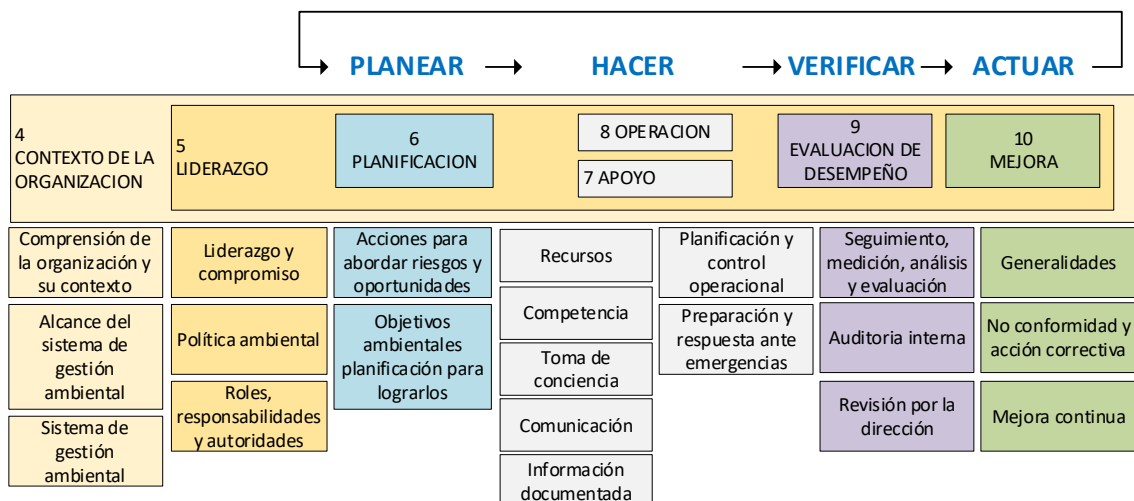 PLANEAR
HACER
VERIFICAR
ACTUAR
4
CONTEXTO DE LA
ORGANIZACION
5
LIDERAZGO
6
PLANIFICACION
8 OPERACION
7 APOYO
9
EVALUACION DE
DESEMPEÑO
10
MEJORA
Comprensión de
la organización y
su contexto
Alcance del
sistema de
gestión
ambiental
Sistema de
gestión
ambiental
Liderazgo y
compromiso
Política ambiental
Roles,
responsabilidades
y autoridades
Acciones para
abordar riesgos y
oportunidades
Objetivos
ambientales
planificación para
lograrlos
Recursos
Competencia
Toma de
conciencia
Comunicación
Información
documentada
Planificación y
control
operacional
Preparación y
respuesta ante
emergencias
Seguimiento,
medición, análisis
y evaluación
Auditoria interna
Revisión por la
dirección
Generalidades
No conformidad y
acción correctiva
Mejora continua